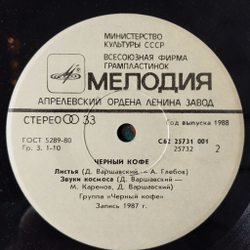 МИНИСТЕРСТВО
КУЛЬТУРЫ СССР
ВСЕСОЮЗНАЯ ФИРМА
ГРАМПЛАСТИНОК
МЕЛОДИЯ
АПРЕЛЕВСКИЙ ОРДЕНА ЛЕНИНА ЗАВОД
СТЕРЕО 33
Год выпуска 1988
ГОСТ 5289-80
Гр. 3. 1-10
С62 25731 001
25732 2
ЧЕРНЫЙ КОФЕ
Листья (Д. Варшавский — А. Глебов)
Звуки космоса (Д. Варшавский —
М. Каренов, Д. Варшавский)
Группа «Черный кофе»
Запись 1987 г.